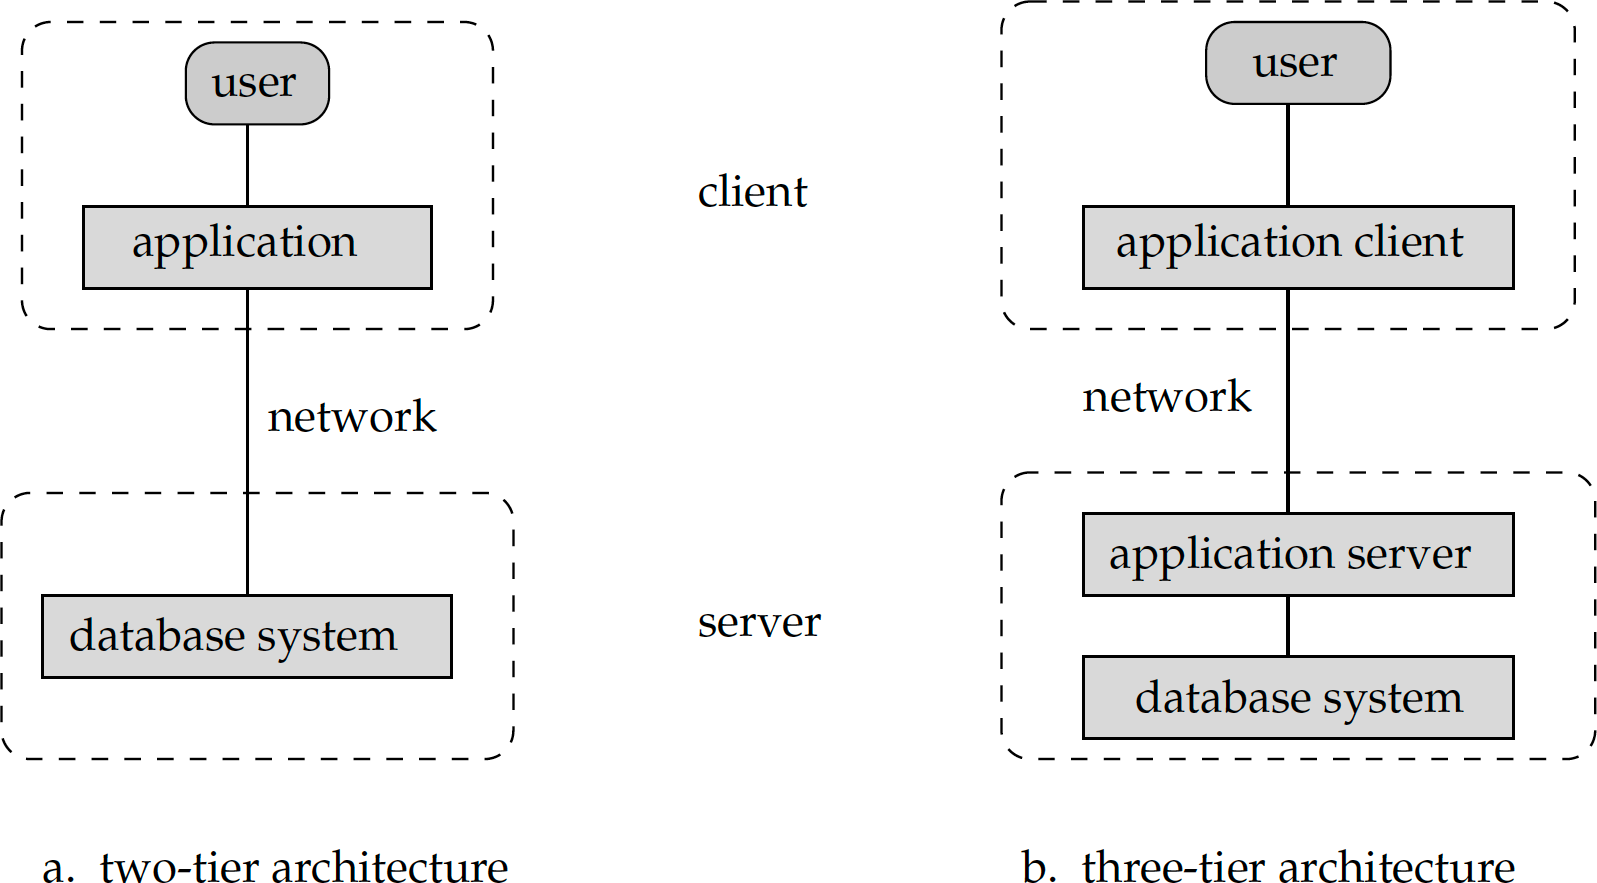 user
application
network
database system
a. two-tier architecture
client
server
user
application client
network
application server
database system
b. three-tier architecture